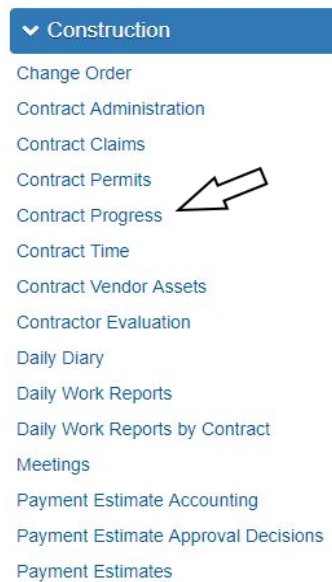 Construction
Change Order
Contract Administration
Contract Claims
Contract Permits
Contract Progress
Contract Time
Contract Vendor Assets
Contractor Evaluation
Daily Diary
Daily Work Reports
Daily Work Reports by Contract
Meetings
Payment Estimate Accounting
Payment Estimate Approval Decisions
Payment Estimates